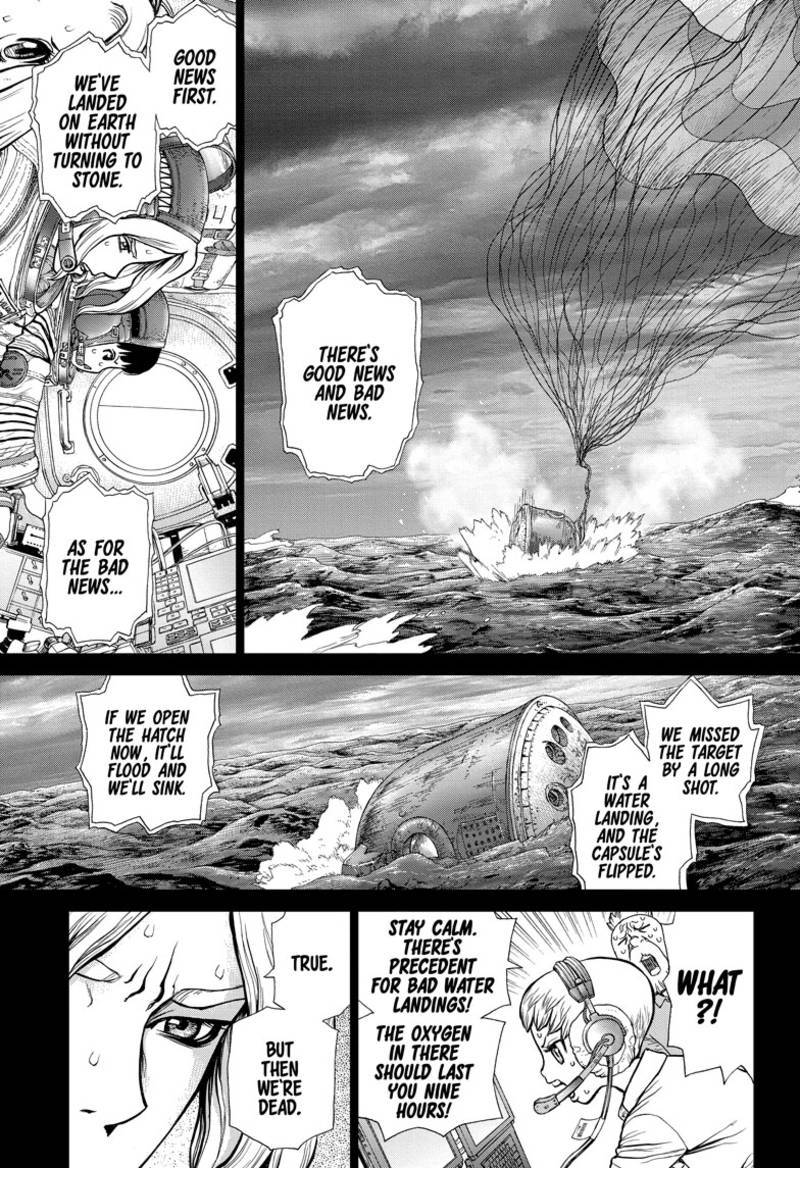 THERE'S
GOOD NEWS
AND BAD
NEWS.
GOOD
NEWS
FIRST.
WE'VE
LANDED
ON EARTH
WITHOUT
TURNING TO
STONE.
AS FOR
THE BAD
NEWS...
WE MISSED
THE TARGET
BY A LONG
SHOT.
IT'S A
WATER
LANDING,
AND THE
CAPSULE'S
FLIPPED.
IF WE OPEN
THE HATCH
NOW, IT'LL
FLOOD AND
WE'LL SINK.
WHAT
?!
STAY CALM.
THERE'S
PRECEDENT
FOR BAD WATER
LANDINGS!
THE OXYGEN
IN THERE
SHOULD LAST
YOU NINE
HOURS!
TRUE.
BUT
THEN
WE'RE
DEAD.